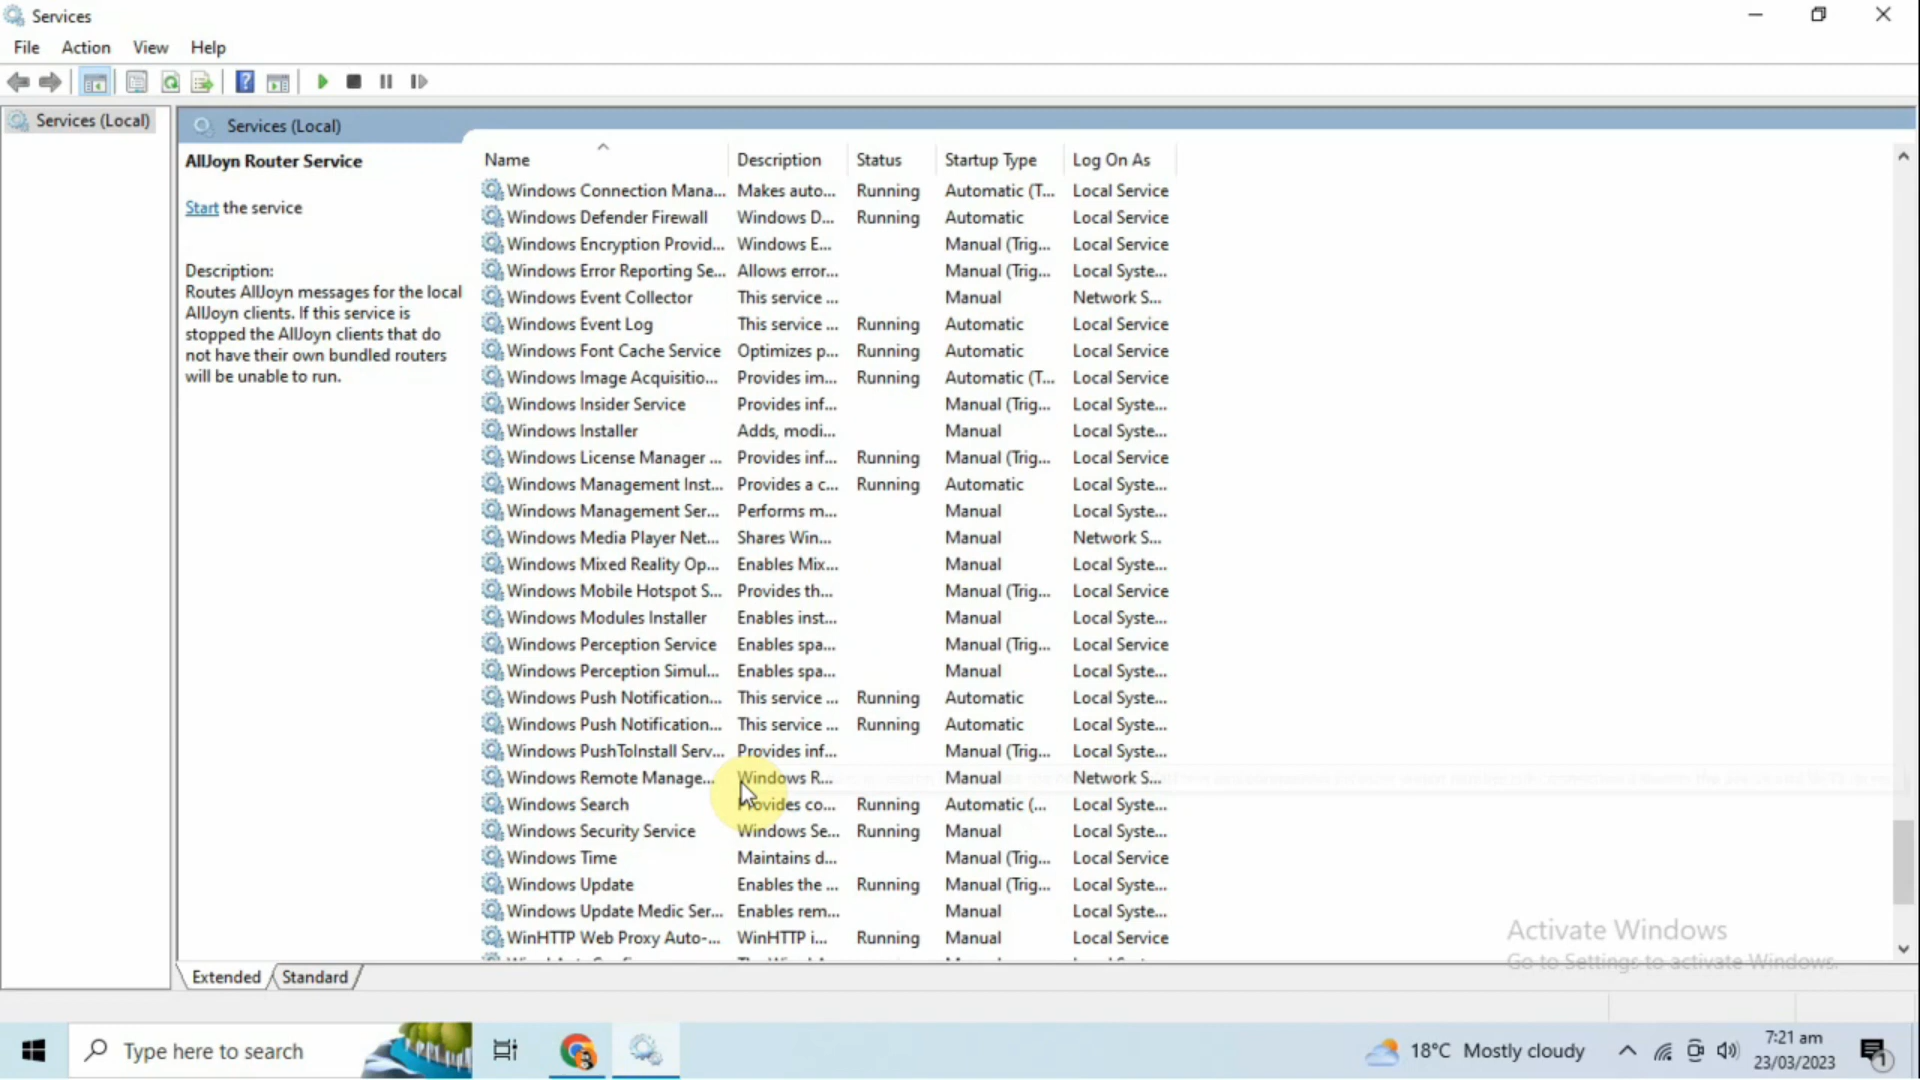 Services
File Action View Help
Services (Local)
Services (Local)
AllJoyn Router Service
Start the service
Description:
Routes AllJoyn messages for the local
AllJoyn clients. If this service is
stopped the AllJoyn clients that do
not have their own bundled routers
will be unable to run.
Name Description Status Startup Type Log On As
Windows Connection Mana... Makes auto... Running Automatic (T... Local Service
Windows Defender Firewall Windows D... Running Automatic Local Service
Windows Encryption Provid... Windows E... Manual (Trig... Local Service
Windows Error Reporting Se... Allows error... Manual (Trig... Local Syste...
Windows Event Collector This service ... Manual Network S...
Windows Event Log This service ... Running Automatic Local Service
Windows Font Cache Service Optimizes p... Running Automatic Local Service
Windows Image Acquisitio... Provides im... Running Automatic (T... Local Service
Windows Insider Service Provides inf... Manual (Trig... Local Syste...
Windows Installer Adds, modi... Manual Local Syste...
Windows License Manager ... Provides inf... Running Manual (Trig... Local Service
Windows Management Inst... Provides a c... Running Automatic Local Syste...
Windows Management Ser... Performs m... Manual Local Syste...
Windows Media Player Net... Shares Win... Manual Network S...
Windows Mixed Reality Op... Enables Mix... Manual Local Syste...
Windows Mobile Hotspot S... Provides th... Manual (Trig... Local Service
Windows Modules Installer Enables inst... Manual Local Syste...
Windows Perception Service Enables spa... Manual (Trig... Local Service
Windows Perception Simul... Enables spa... Manual Local Syste...
Windows Push Notification... This service ... Running Automatic Local Syste...
Windows Push Notification... This service ... Running Automatic Local Syste...
Windows PushToInstall Serv... Provides inf... Manual (Trig... Local Syste...
Windows Remote Manage... Windows R... Manual Network S...
Windows Search Provides co... Running Automatic (... Local Syste...
Windows Security Service Windows Se... Running Manual Local Syste...
Windows Time Maintains d... Manual (Trig... Local Service
Windows Update Enables the ... Running Manual (Trig... Local Syste...
Windows Update Medic Ser... Enables rem... Manual Local Syste...
WinHTTP Web Proxy Auto-... WinHTTP i... Running Manual Local Service
Activate Windows
Go to Settings to activate Windows.
Extended Standard
Type here to search
18°C Mostly cloudy
7:21 am
23/03/2023
1